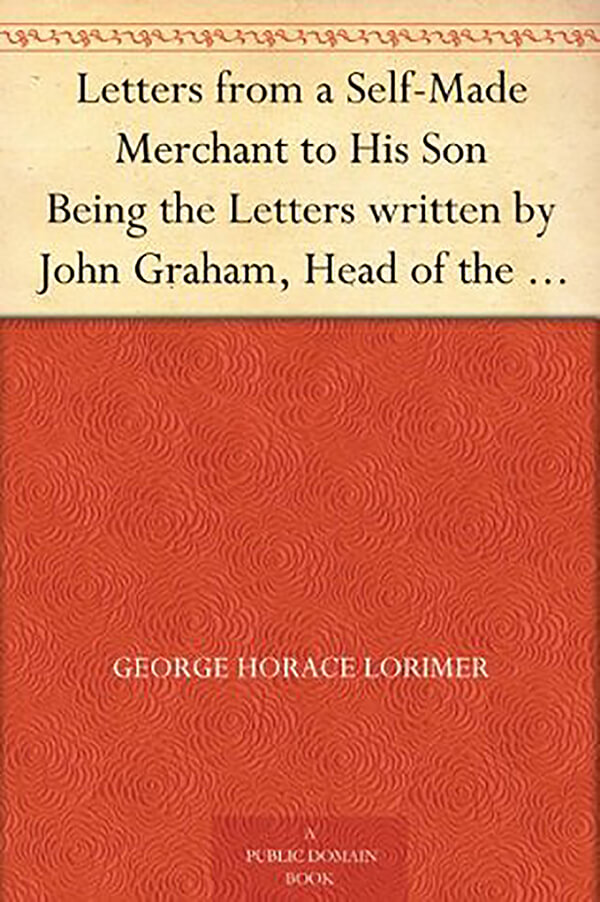 Letters from a Self-Made
Merchant to His Son
Being the Letters written by
John Graham, Head of the ...
GEORGE HORACE LORIMER
A
PUBLIC DOMAIN
BOOK